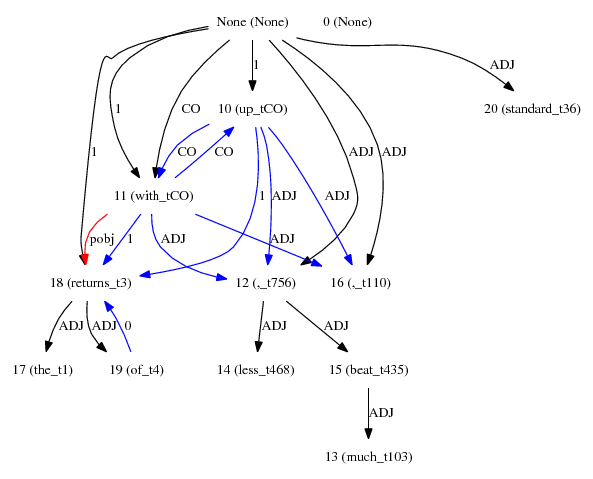 None (None) 0 (None)
1 ADJ
1 CO 10 (up_tCO) 20 (standard_t36)
1 CO CO ADJ ADJ
11 (with_tCO) 1 ADJ ADJ
pobj 1 ADJ ADJ
18 (returns_t3) 12 (,_t756) 16 (,_t110)
ADJ ADJ 0 ADJ ADJ
17 (the_t1) 19 (of_t4) 14 (less_t468) 15 (beat_t435)
ADJ
13 (much_t103)